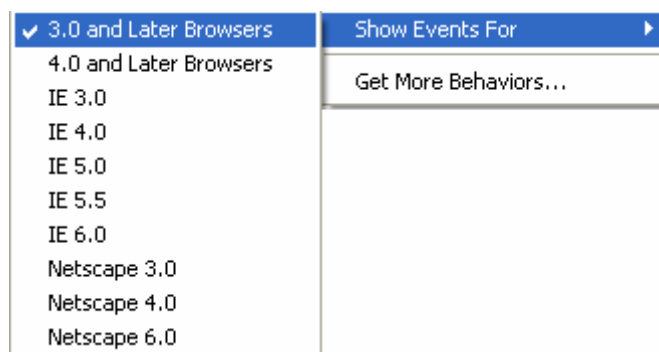 3.0 and Later Browsers
4.0 and Later Browsers
IE 3.0
IE 4.0
IE 5.0
IE 5.5
IE 6.0
Netscape 3.0
Netscape 4.0
Netscape 6.0
Show Events For
Get More Behaviors...